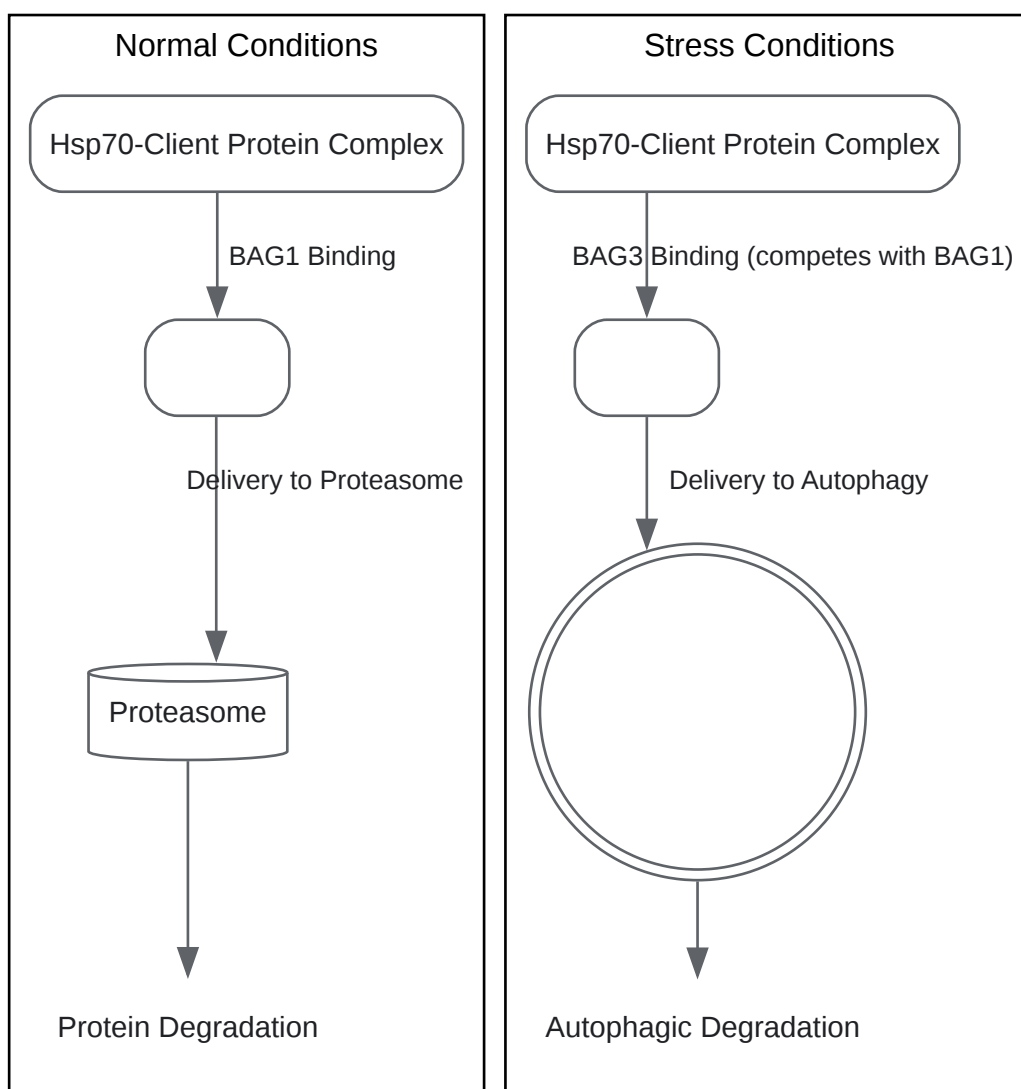 Normal Conditions
Hsp70-Client Protein Complex
BAG1 Binding
Delivery to Proteasome
Proteasome
Protein Degradation
Stress Conditions
Hsp70-Client Protein Complex
BAG3 Binding (competes with BAG1)
Delivery to Autophagy
Autophagic Degradation